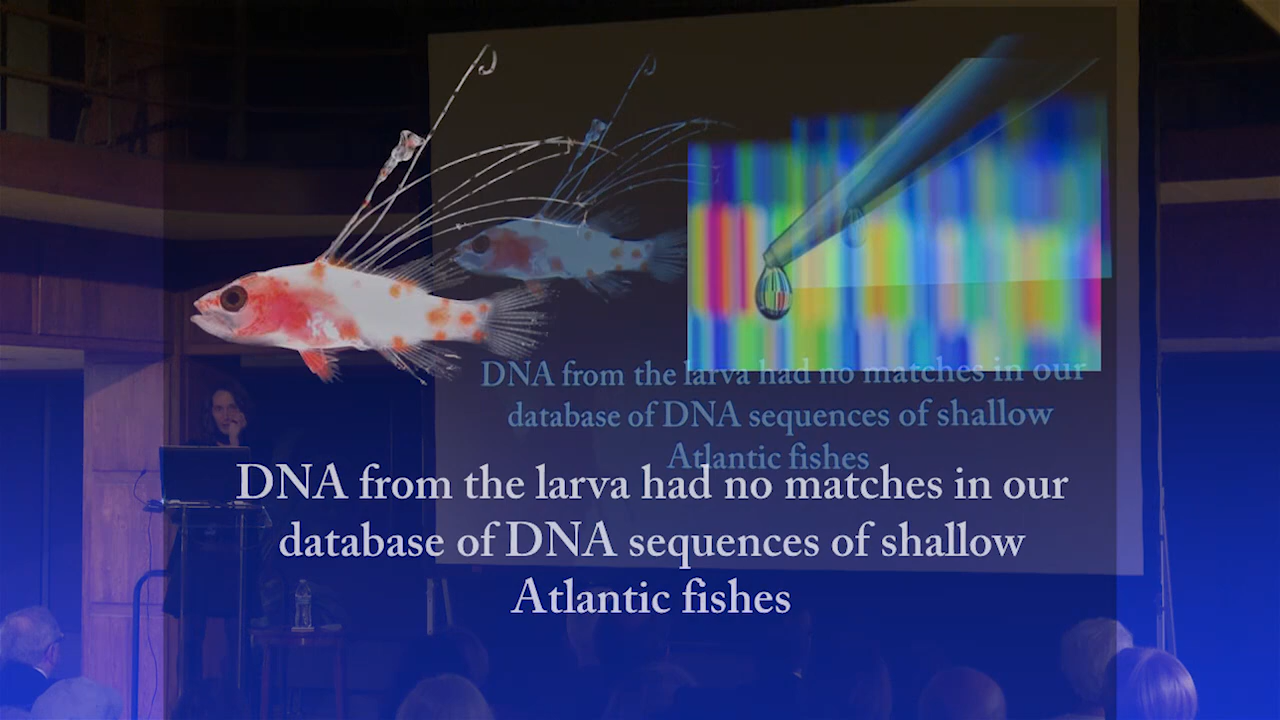 DNA from the larva had no matches in our
database of DNA sequences of shallow
Atlantic fishes
DNA from the larva had no matches in our
database of DNA sequences of shallow
Atlantic fishes